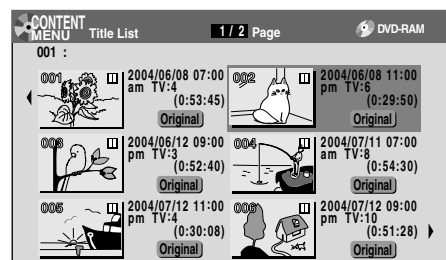 CONTENT
MENU Title List 1 / 2 Page DVD-RAM
001 :
001
2004/06/08 07:00
am TV:4
(0:53:45)
Original
002
2004/06/08 11:00
pm TV:6
(0:29:50)
Original
003
2004/06/12 09:00
pm TV:3
(0:52:40)
Original
004
2004/07/11 07:00
am TV:8
(0:54:30)
Original
005
2004/07/12 11:00
pm TV:4
(0:30:08)
Original
006
2004/07/12 09:00
pm TV:10
(0:51:28)
Original